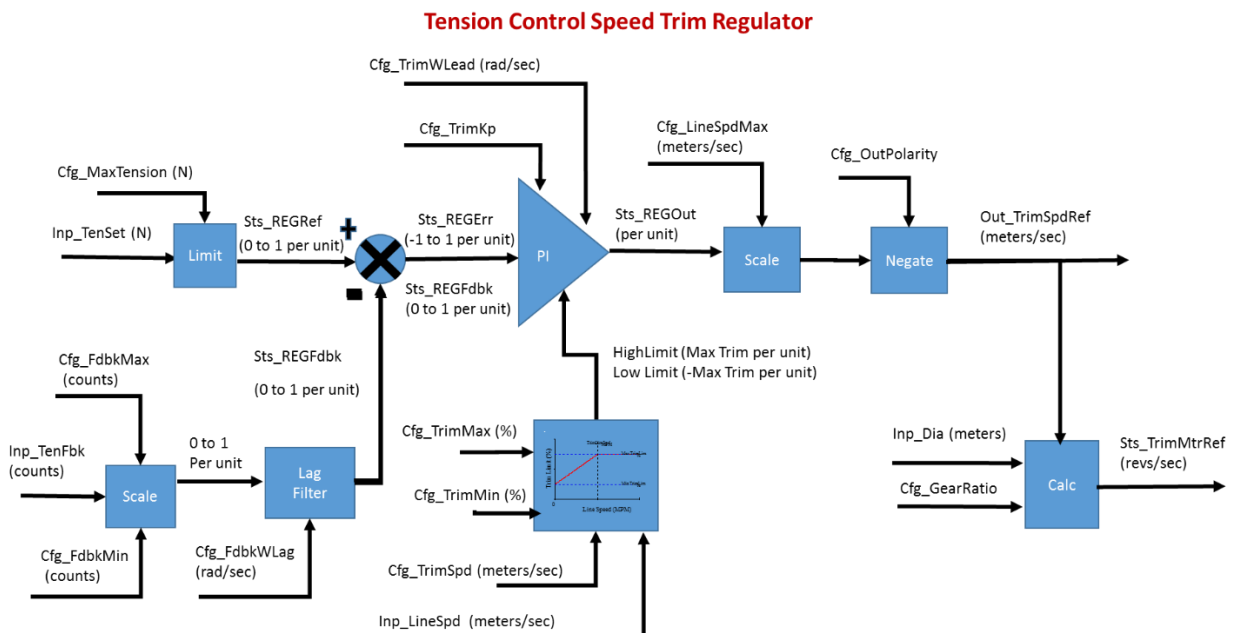 Tension Control Speed Trim Regulator
Cfg_TrimWLead (rad/sec)
Cfg_TrimKp
Cfg_LineSpdMax
(meters/sec)
Cfg_OutPolarity
Cfg_MaxTension (N)
Inp_TenSet (N)
Limit
Sts_REGRef
(0 to 1 per unit)
Sts_REGErr
(-1 to 1 per unit)
Sts_REGFdbk
(0 to 1 per unit)
PI
Sts_REGOut
(per unit)
Scale
Negate
Out_TrimSpdRef
(meters/sec)
HighLimit (Max Trim per unit)
Low Limit (-Max Trim per unit)
Sts_REGFdbk
(0 to 1 per unit)
Cfg_FdbkMax
(counts)
Inp_TenFbk
(counts)
Scale
0 to 1
Per unit
Lag
Filter
Cfg_FdbkMin
(counts)
Cfg_FdbkWLag
(rad/sec)
Cfg_TrimMax (%)
Cfg_TrimMin (%)
Trim Limit (%)
0
Line Speed (MPM)
Cfg_TrimSpd (meters/sec)
Inp_LineSpd (meters/sec)
Inp_Dia (meters)
Cfg_GearRatio
Calc
Sts_TrimMtrRef
(revs/sec)